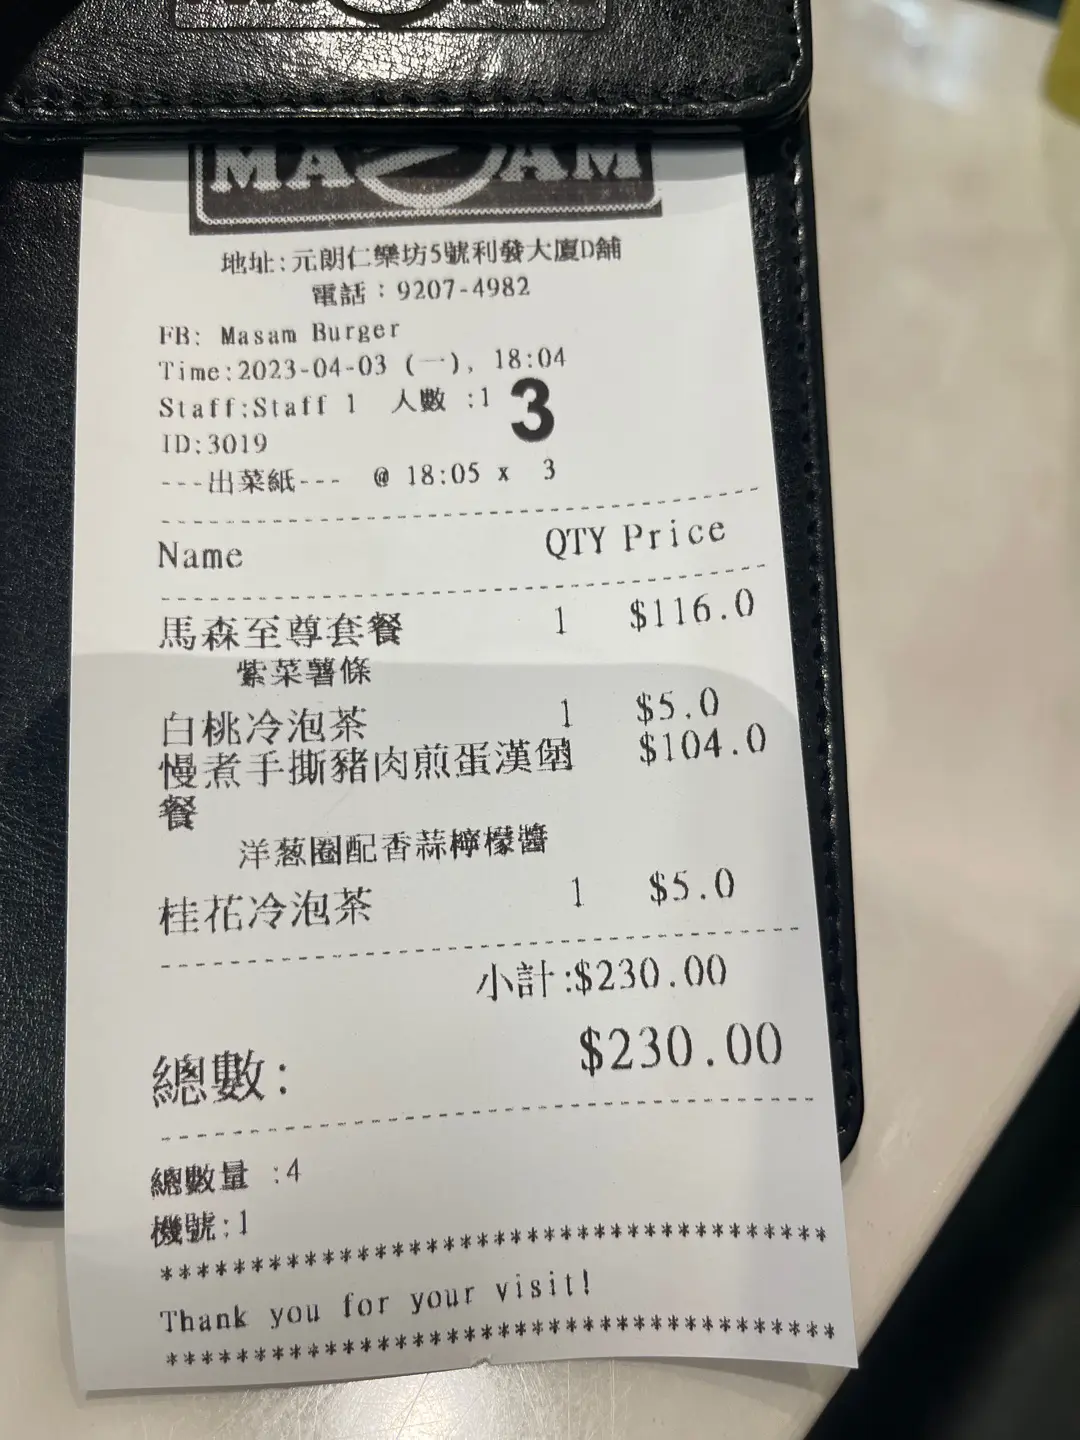 MASAM
地址:元朗仁樂坊5號利發大廈D舖
電話：9207-4982
FB: Masam Burger
Time:2023-04-03 (一), 18:04
Staff:Staff 1 人數 :1 3
ID:3019
---出菜紙--- @ 18:05 x 3
Name QTY Price
馬森至尊套餐 1 $116.0
紫菜薯條
白桃冷泡茶 1 $5.0
慢煮手撕豬肉煎蛋漢堡 1 $104.0
餐
洋葱圈配香蒜檸檬醬
桂花冷泡茶 1 $5.0
小計:$230.00
總數: $230.00
總數量 :4
機號:1
*************************************
Thank you for your visit!
*************************************